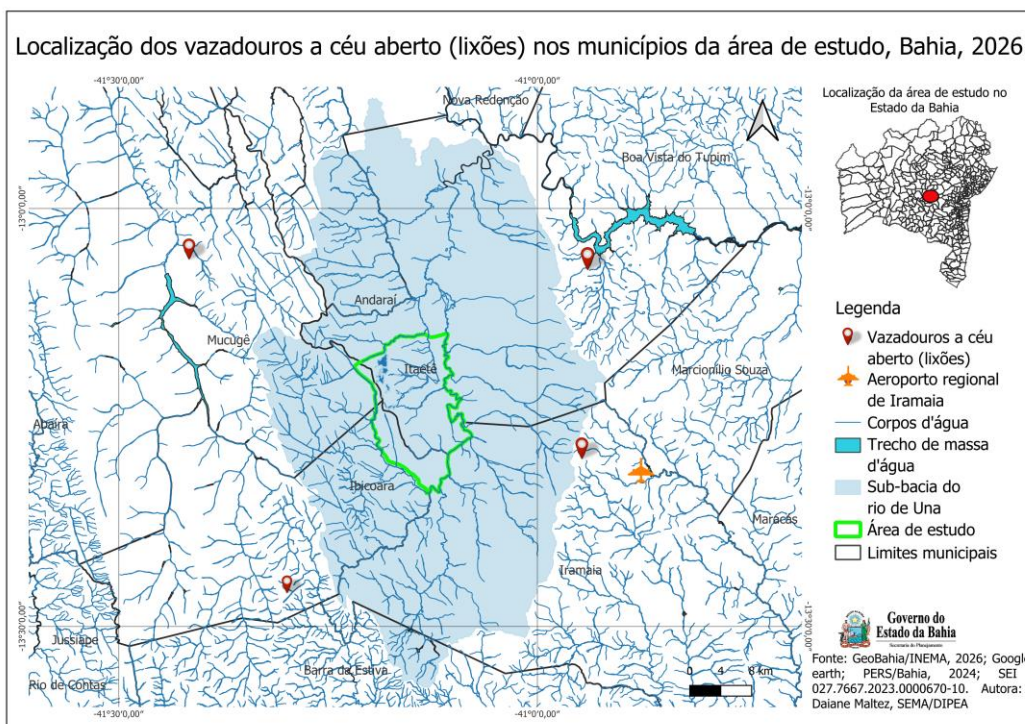 Localização dos vazadouros a céu aberto (lixões) nos municípios da área de estudo, Bahia, 2026
-41°30'0,00"
-41°0'0,00"
Nova Redenção
Boa Vista do Tupim
-13°0'0,00"
-13°0'0,00"
Andaraí
Mucugê
Itaetê
Marcionílio Souza
Abaíra
Ibicoara
Maracás
Iramaia
-13°30'0,00"
-13°30'0,00"
Jussiape
Barra da Estiva
Rio de Contas
0 4 8 km
-41°30'0,00"
-41°0'0,00"
Localização da área de estudo no
Estado da Bahia
Legenda
Vazadouros a céu
aberto (lixões)
Aeroporto regional
de Iramaia
Corpos d'água
Trecho de massa
d'água
Sub-bacia do
rio de Una
Área de estudo
Limites municipais
Governo do
Estado da Bahia
Secretaria do Planejamento
Fonte: GeoBahia/INEMA, 2026; Google
earth; PERS/Bahia, 2024; SEI
027.7667.2023.0000670-10. Autora:
Daiane Maltez, SEMA/DIPEA